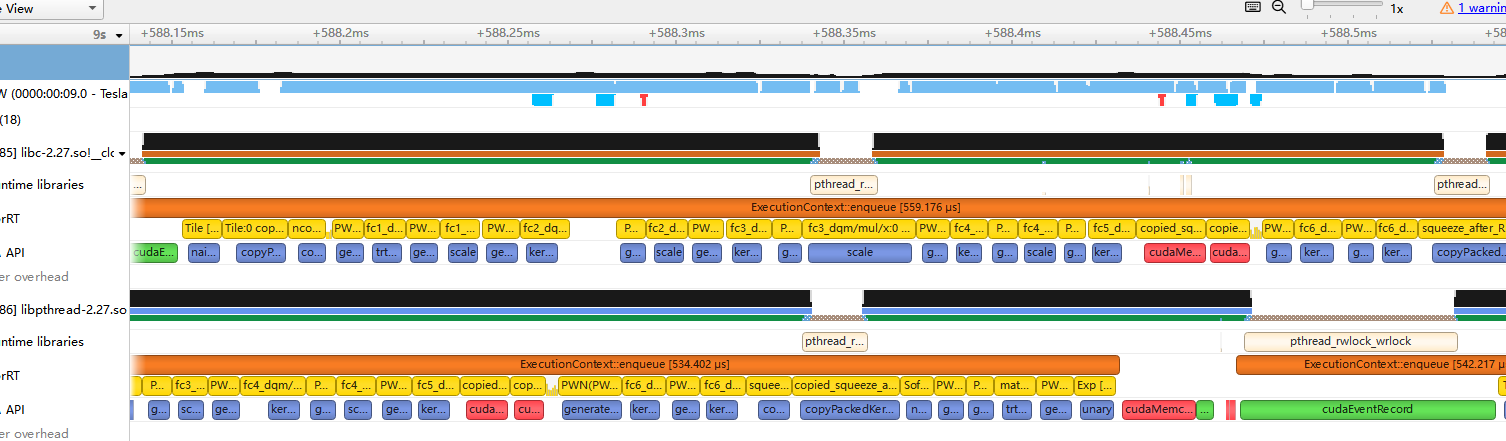 e View
1x
1 warnin
9s
+588.15ms +588.2ms +588.25ms +588.3ms +588.35ms +588.4ms +588.45ms +588.5ms +58
W (0000:00:09.0 - Tesla
(18)
85] libc-2.27.so!__clo
ntime libraries
... pthread_r... pthread...
ExecutionContext::enqueue [559.176 µs]
erRT
Tile [... Tile:0 cop... nco... PW... fc1_d... PW... fc1_... PW... fc2_dq... P... fc2_d... PW... fc3_d... P... fc3_dqm/mul/x:0 ... PW... fc4_... P... fc4_... P... fc5_d... copied_sq... copie... PW... fc6_d... PW... fc6_d... squeeze_after_R
A API
cudaE... nai... copyP... co... ge... trt... ge... scale ge... ker... g... scale ge... ker... g... scale g... ke... g... scale g... ker... cudaMe... cuda... g... ker... g... ker... copyPacked...
er overhead
86] libpthread-2.27.so
ntime libraries
pthread_r... pthread_rwlock_wrlock
ExecutionContext::enqueue [534.402 µs] ExecutionContext::enqueue [542.217 µs
erRT
P... fc3_... PW... fc4_dqm/... P... fc4_... PW... fc5_d... copied... cop... PWN(PW... fc6_d... PW... fc6_d... squee... copied_squeeze_a... Sof... PW... P... mat... PW... Exp [...
A API
g... sc... ge... ker... g... sc... ge... ker... cuda... cu... generate... ker... ge... ker... co... copyPackedKer... n... g... g... trt... ge... unary cudaMemc... ... cudaEventRecord
er overhead